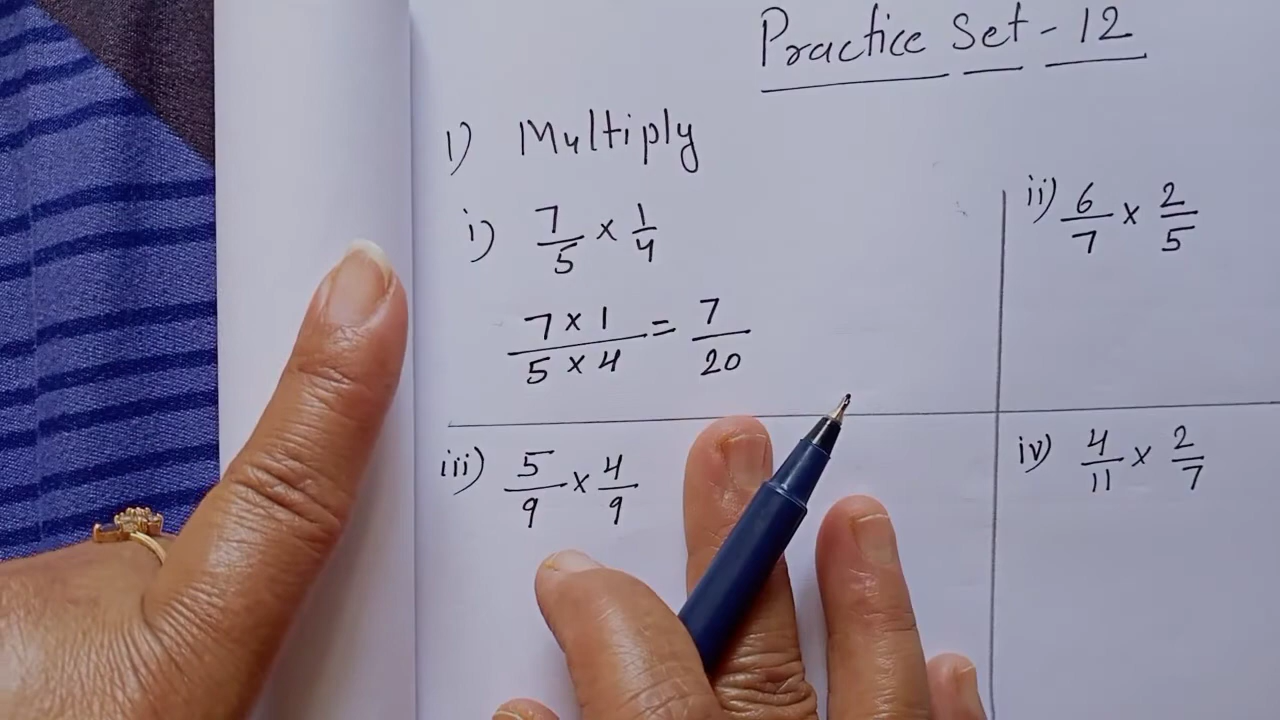 Practice Set - 12
1) Multiply
i) 7/5 × 1/4
7 × 1 / 5 × 4 = 7/20
ii) 6/7 × 2/5
iii) 5/9 × 4/9
iv) 4/11 × 2/7